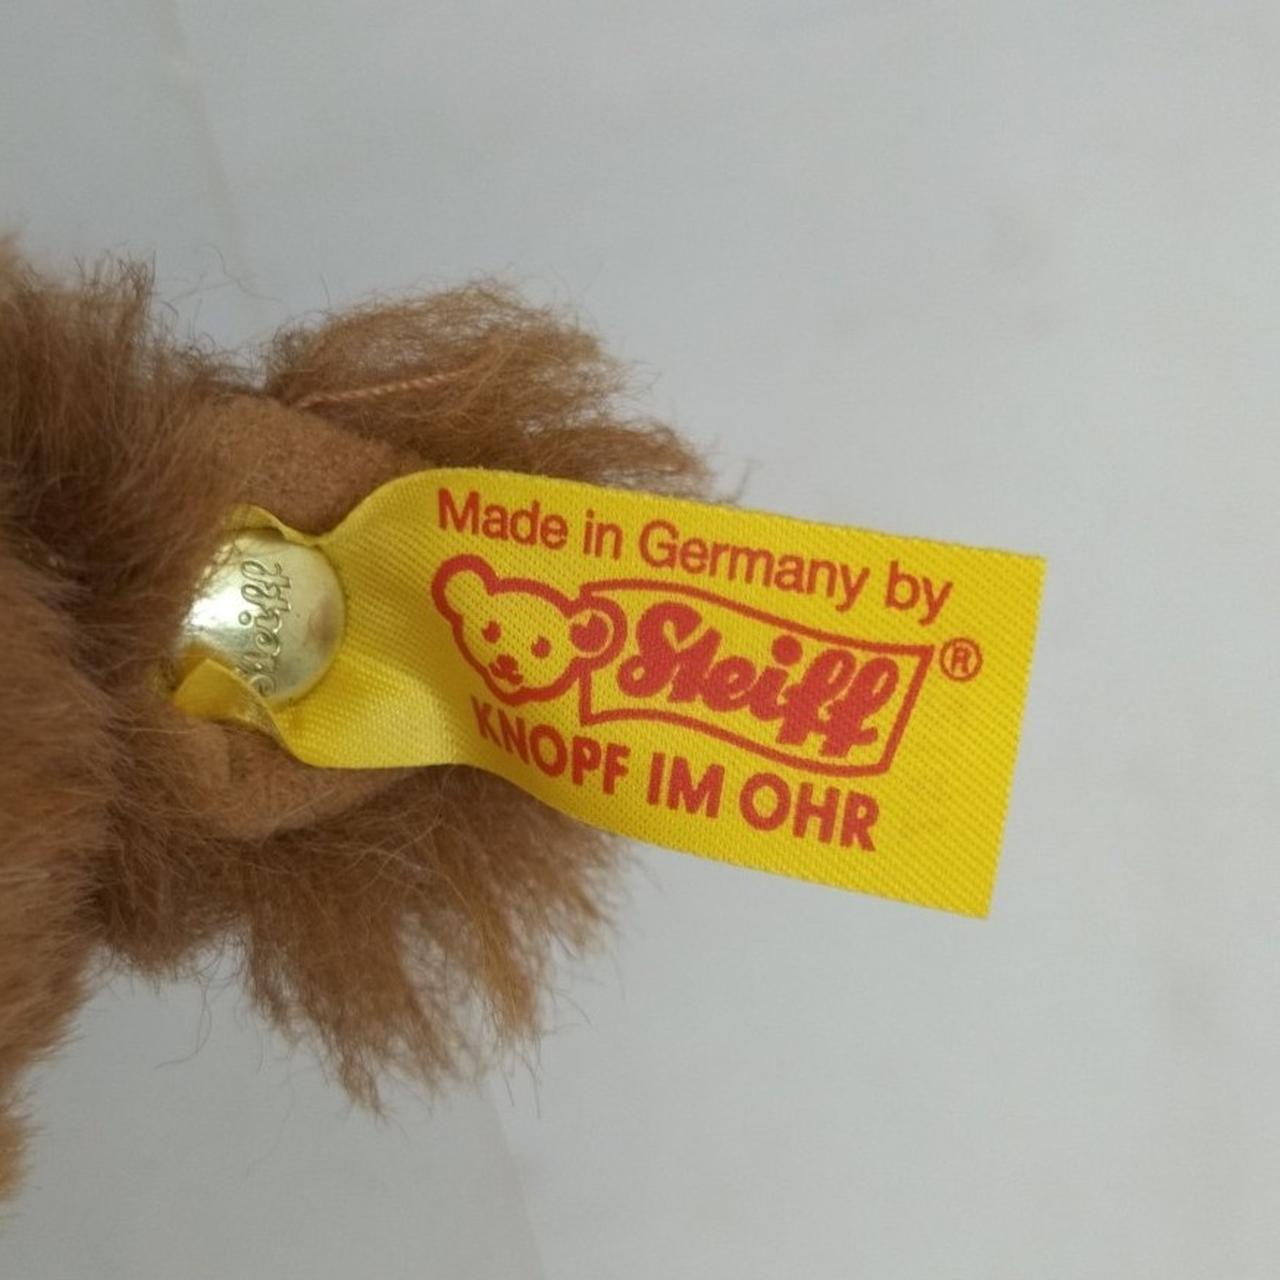 Made in Germany by
Steiff ®
KNOPF IM OHR
Steiff